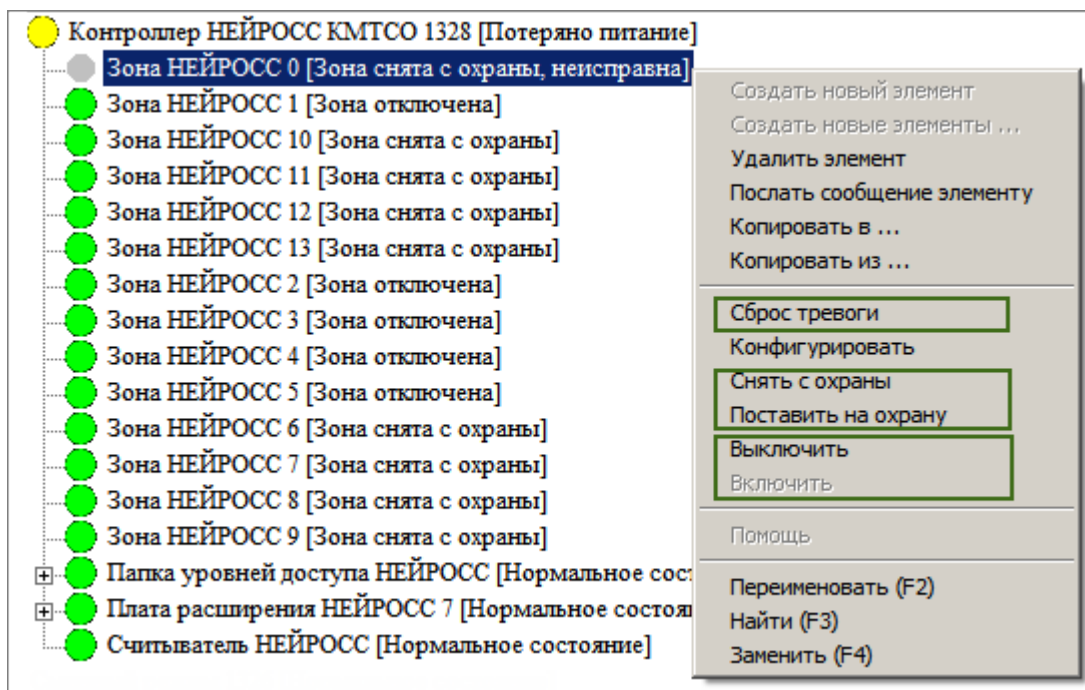 Контроллер НЕЙРОСС КМТСО 1328 [Потеряно питание]
Зона НЕЙРОСС 0 [Зона снята с охраны, неисправна]
Зона НЕЙРОСС 1 [Зона отключена]
Зона НЕЙРОСС 10 [Зона снята с охраны]
Зона НЕЙРОСС 11 [Зона снята с охраны]
Зона НЕЙРОСС 12 [Зона снята с охраны]
Зона НЕЙРОСС 13 [Зона снята с охраны]
Зона НЕЙРОСС 2 [Зона отключена]
Зона НЕЙРОСС 3 [Зона отключена]
Зона НЕЙРОСС 4 [Зона отключена]
Зона НЕЙРОСС 5 [Зона отключена]
Зона НЕЙРОСС 6 [Зона снята с охраны]
Зона НЕЙРОСС 7 [Зона снята с охраны]
Зона НЕЙРОСС 8 [Зона снята с охраны]
Зона НЕЙРОСС 9 [Зона снята с охраны]
Папка уровней доступа НЕЙРОСС [Нормальное сос
Плата расширения НЕЙРОСС 7 [Нормальное состоя
Считыватель НЕЙРОСС [Нормальное состояние]
Создать новый элемент
Создать новые элементы ...
Удалить элемент
Послать сообщение элементу
Копировать в ...
Копировать из ...
Сброс тревоги
Конфигурировать
Снять с охраны
Поставить на охрану
Выключить
Включить
Помощь
Переименовать (F2)
Найти (F3)
Заменить (F4)